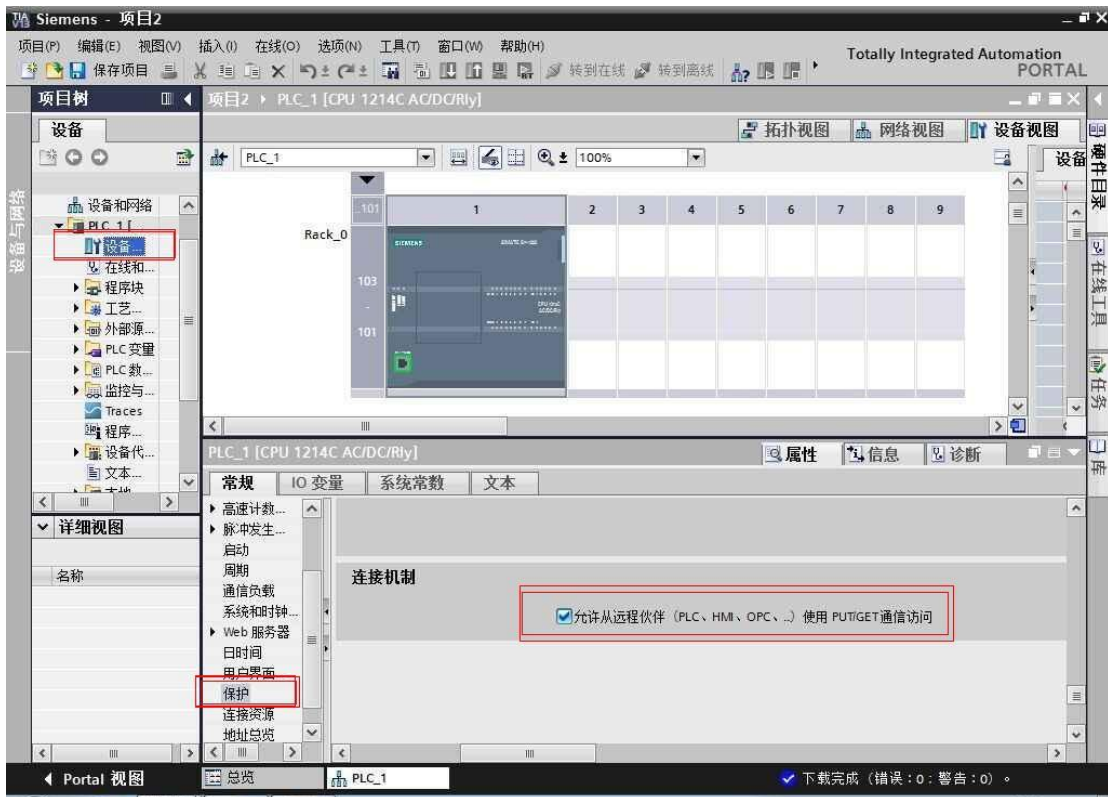 Siemens - 项目2
项目(P) 编辑(E) 视图(V) 插入(I) 在线(O) 选项(N) 工具(T) 窗口(W) 帮助(H)
Totally Integrated Automation
PORTAL
保存项目 转到在线 转到离线
项目树
项目2 PLC_1 [CPU 1214C AC/DC/Rly]
设备
拓扑视图 网络视图 设备视图
PLC_1 100%
设备
设备与网络
硬件目录
在线工具
任务
库
设备和网络
PLC_1 [
设备...
在线和...
程序块
工艺...
外部源...
PLC 变量
PLC 数...
监控与...
Traces
程序...
设备代...
文本...
本地
Rack_0
101 1 2 3 4 5 6 7 8 9
SIEMENS
103
-
101
详细视图
名称
PLC_1 [CPU 1214C AC/DC/Rly]
属性 信息 诊断
常规 IO 变量 系统常数 文本
高速计数...
脉冲发生...
启动
周期
通信负载
系统和时钟...
Web 服务器
日时间
用户界面
保护
连接资源
地址总览
连接机制
允许从远程伙伴（PLC、HMI、OPC、...）使用 PUT/GET 通信访问
Portal 视图 总览 PLC_1 下载完成（错误：0；警告：0）。